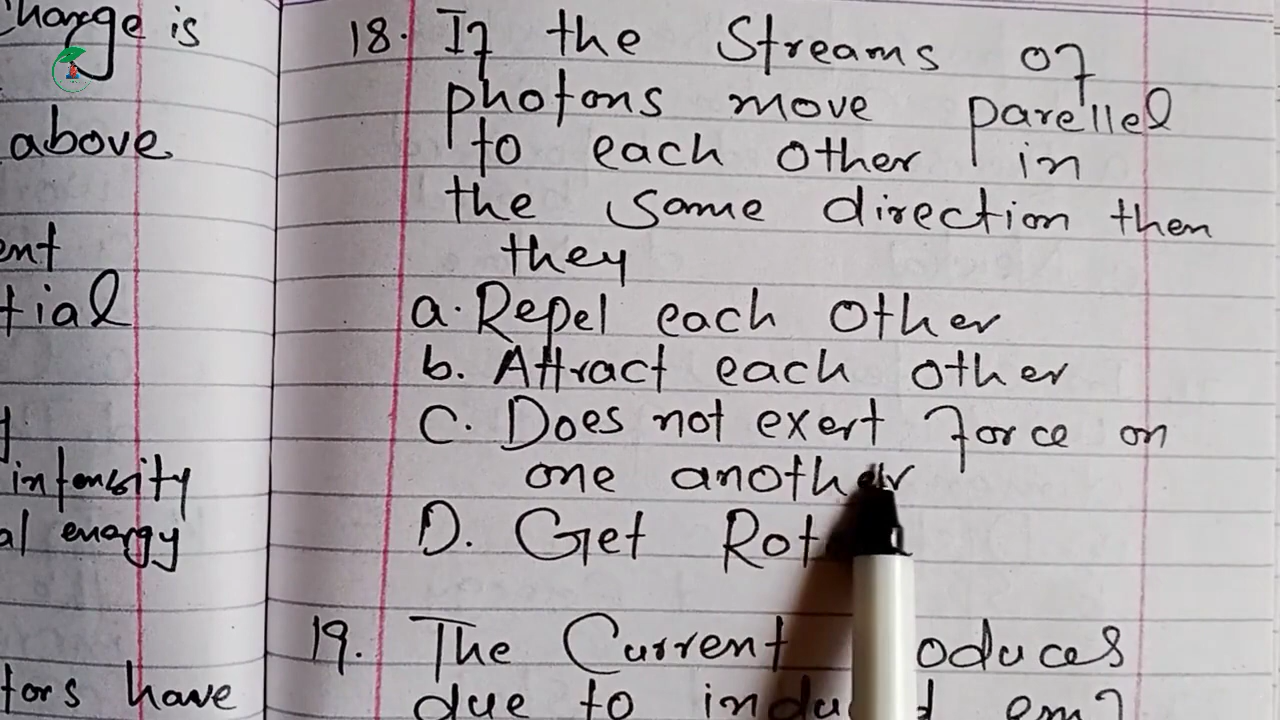 charge is
above
ent
tial
intensity
al energy
tors have
18. If the Streams of
photons move parellel
to each other in
the same direction then
they
a. Repel each other
b. Attract each other
C. Does not exert force on
one another
D. Get
19. The Current
due to